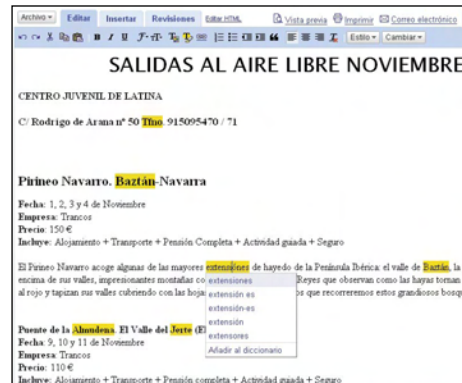 Archivo Editar Insertar Revisiones Editar HTML Vista previa Imprimir Correo electrónico
Estilo Cambiar
SALIDAS AL AIRE LIBRE NOVIEMBRE
CENTRO JUVENIL DE LATINA
C/ Rodrigo de Arana nº 50 Tfno. 915095470 / 71
Pirineo Navarro. Baztán-Navarra
Fecha: 1, 2, 3 y 4 de Noviembre
Empresa: Trancos
Precio: 150 €
Incluye: Alojamiento + Transporte + Pensión Completa + Actividad guiada + Seguro
El Pirineo Navarro acoge algunas de las mayores extensiones de hayedo de la Península Ibérica: el valle de Baztán, la
encima de sus valles, impresionantes montañas co Reyes que observan como las hayas tornan
al rojo y tapizan sus valles cubriendo con las hojas os que recorreremos estos grandiosos bosq
extensiones
extensión es
extensión-es
extensión
extensores
Añadir al diccionario
Puente de la Almudena. El Valle del Jerte (E
Fecha: 9, 10 y 11 de Noviembre
Empresa: Trancos
Precio: 110 €
Incluye: Alojamiento + Transporte + Pensión completa + Actividad guiada + Seguro